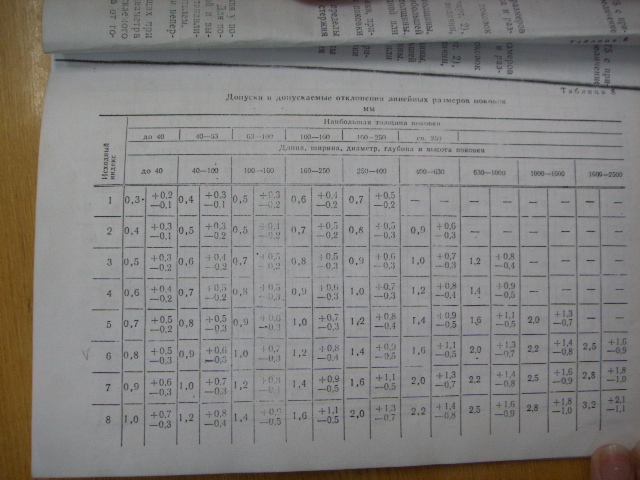 Таблица 8
Допуски и допускаемые отклонения линейных размеров поковок
мм
Исходный индекс
Наибольшая толщина поковки
до 40 40—63 63—100 100—160 160—250 св. 250
Длина, ширина, диаметр, глубина и высота поковки
до 40 40—100 100—160 160—250 250—400 400—630 630—1000 1000—1600 1600—2500
1 0,3 +0,2 —0,1 0,4 +0,3 —0,1 0,5 +0,3 —0,2 0,6 +0,4 —0,2 0,7 +0,5 —0,2 — — — —
2 0,4 +0,3 —0,1 0,5 +0,3 —0,2 0,6 —0,2 0,7 +0,5 —0,2 0,8 +0,5 —0,3 0,9 +0,6 —0,3 — — —
3 0,5 +0,3 —0,2 0,6 +0,4 —0,2 0,7 +0,5 —0,2 0,8 +0,5 —0,3 0,9 +0,6 —0,3 1,0 +0,7 —0,3 1,2 +0,8 —0,4 — —
4 0,6 +0,4 —0,2 0,7 +0,5 —0,2 0,8 +0,5 —0,3 0,9 +0,6 —0,3 1,0 +0,7 —0,3 1,2 +0,8 —0,4 1,4 +0,9 —0,5 — —
5 0,7 +0,5 —0,2 0,8 +0,5 —0,3 0,9 +0,6 —0,3 1,0 +0,7 —0,3 1,2 +0,8 —0,4 1,4 +0,9 —0,5 1,6 +1,1 —0,5 2,0 +1,3 —0,7 —
6 0,8 +0,5 —0,3 0,9 +0,6 —0,3 1,0 +0,7 —0,3 1,2 +0,8 —0,4 1,4 +0,9 —0,5 1,6 +1,1 —0,5 2,0 +1,3 —0,7 2,2 +1,4 —0,8 2,5 +1,6 —0,9
7 0,9 +0,6 —0,3 1,0 +0,7 —0,3 1,2 +0,8 —0,4 1,4 +0,9 —0,5 1,6 +1,1 —0,5 2,0 +1,3 —0,7 2,2 +1,4 —0,8 2,5 +1,6 —0,9 2,8 +1,8 —1,0
8 1,0 +0,7 —0,3 1,2 +0,8 —0,4 1,4 +0,9 —0,5 1,6 +1,1 —0,5 2,0 +1,3 —0,7 2,2 +1,4 —0,8 2,5 +1,6 —0,9 2,8 +1,8 —1,0 3,2 +2,1 —1,1